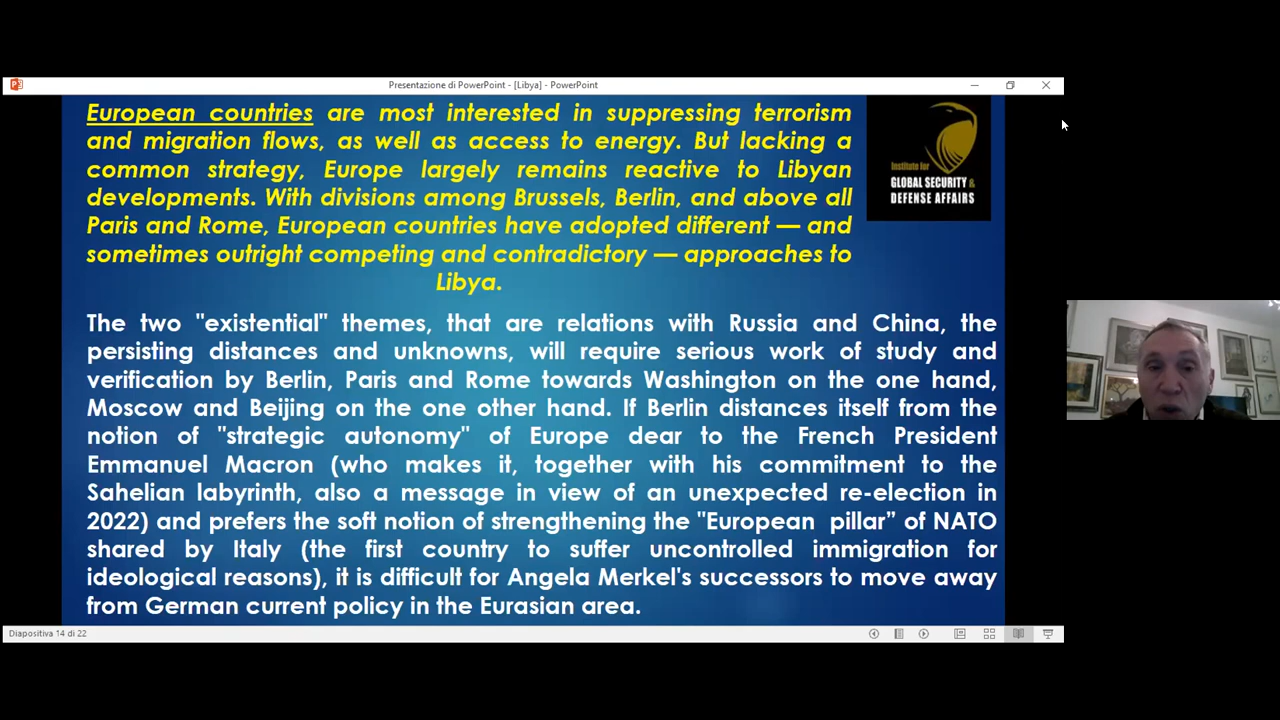 Presentazione di PowerPoint - [Libya] - PowerPoint
European countries are most interested in suppressing terrorism
and migration flows, as well as access to energy. But lacking a
common strategy, Europe largely remains reactive to Libyan
developments. With divisions among Brussels, Berlin, and above all
Paris and Rome, European countries have adopted different — and
sometimes outright competing and contradictory — approaches to
Libya.
Institute for
GLOBAL SECURITY &
DEFENSE AFFAIRS
The two "existential" themes, that are relations with Russia and China, the
persisting distances and unknowns, will require serious work of study and
verification by Berlin, Paris and Rome towards Washington on the one hand,
Moscow and Beijing on the one other hand. If Berlin distances itself from the
notion of "strategic autonomy" of Europe dear to the French President
Emmanuel Macron (who makes it, together with his commitment to the
Sahelian labyrinth, also a message in view of an unexpected re-election in
2022) and prefers the soft notion of strengthening the "European pillar” of NATO
shared by Italy (the first country to suffer uncontrolled immigration for
ideological reasons), it is difficult for Angela Merkel's successors to move away
from German current policy in the Eurasian area.
Diapositiva 14 di 22